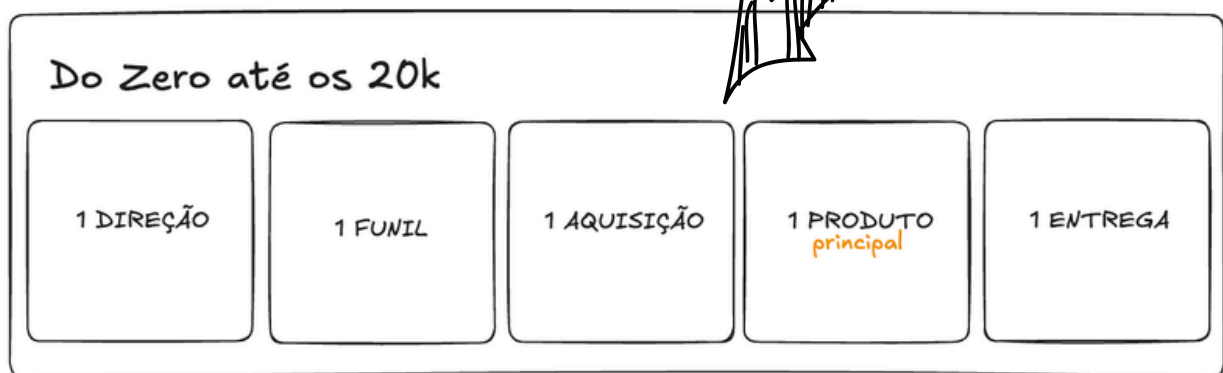 Do Zero até os 20k
1 DIREÇÃO
1 FUNIL
1 AQUISIÇÃO
1 PRODUTO
principal
1 ENTREGA